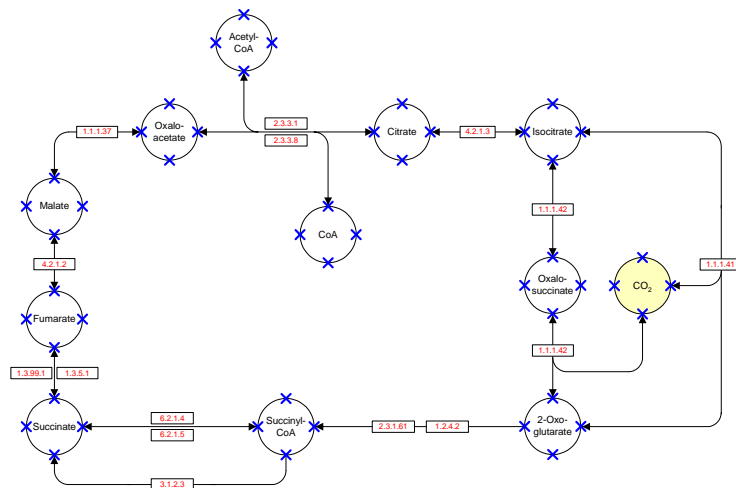 Acetyl-
CoA
1.1.1.37
Oxalo-
acetate
2.3.3.1
2.3.3.8
Citrate
4.2.1.3
Isocitrate
Malate
CoA
1.1.1.42
4.2.1.2
1.1.1.41
Oxalo-
succinate
CO2
Fumarate
1.1.1.42
1.3.99.1
1.3.5.1
Succinate
6.2.1.4
6.2.1.5
Succinyl-
CoA
2.3.1.61
1.2.4.2
2-Oxo-
glutarate
3.1.2.3